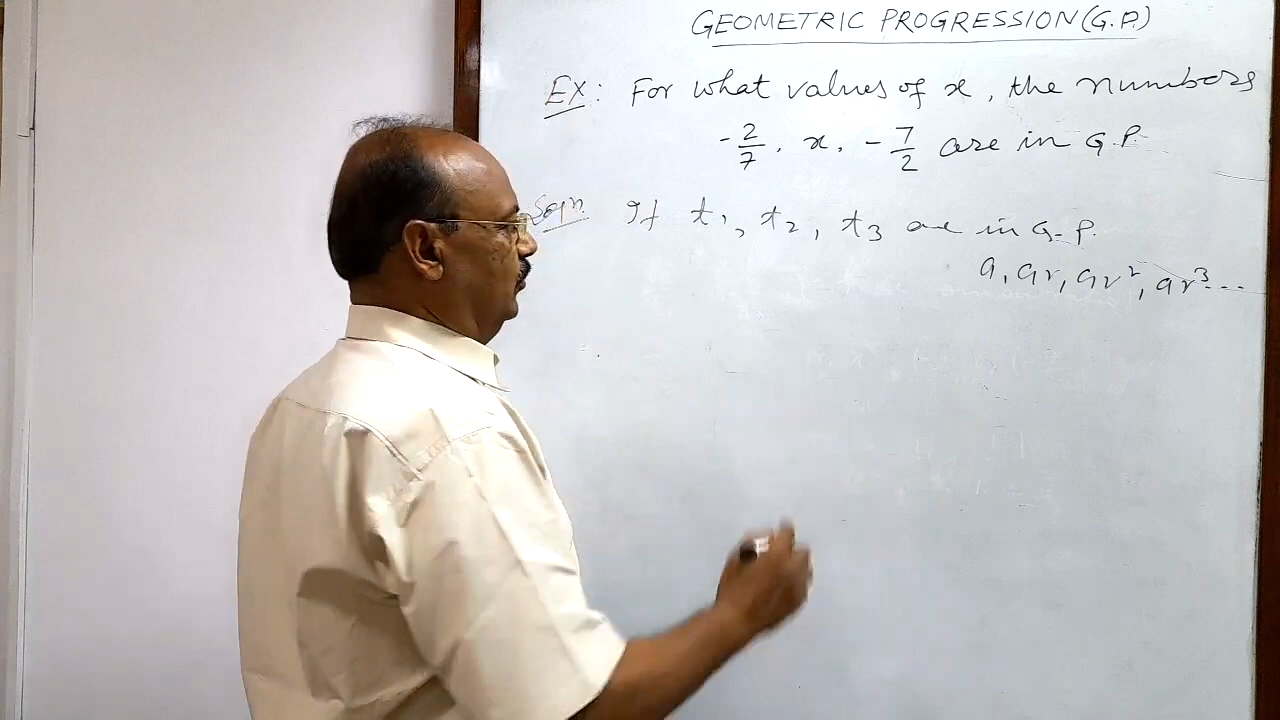 GEOMETRIC PROGRESSION (G.P.)
EX: For what values of x, the numbers
-2/7, x, -7/2 are in G.P.
Soln. If t1, t2, t3 are in G.P.
a, ar, ar², ar³...